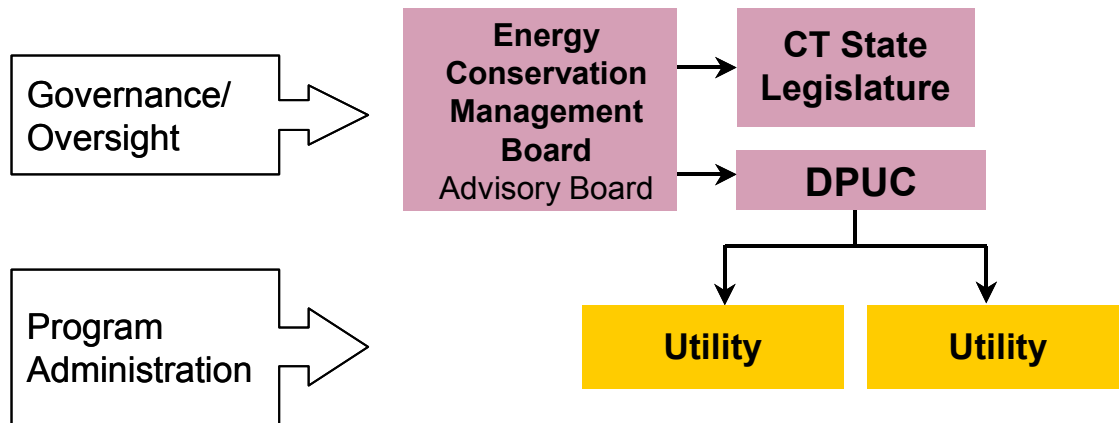 Governance/
Oversight
Energy
Conservation
Management
Board
Advisory Board
CT State
Legislature
DPUC
Program
Administration
Utility
Utility